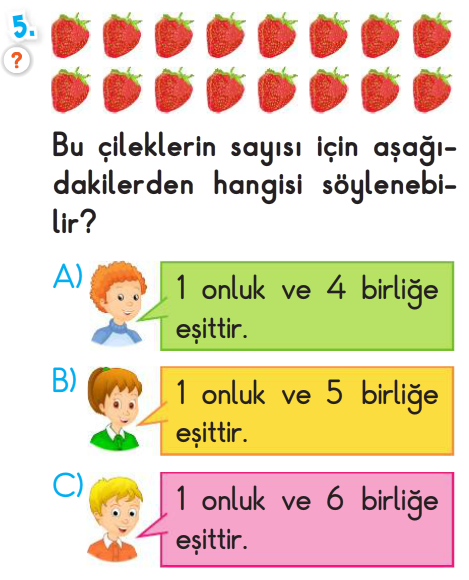 5.
?
Bu çileklerin sayısı için aşağı-
dakilerden hangisi söylenebi-
lir?
A)
1 onluk ve 4 birliğe
eşittir.
B)
1 onluk ve 5 birliğe
eşittir.
C)
1 onluk ve 6 birliğe
eşittir.